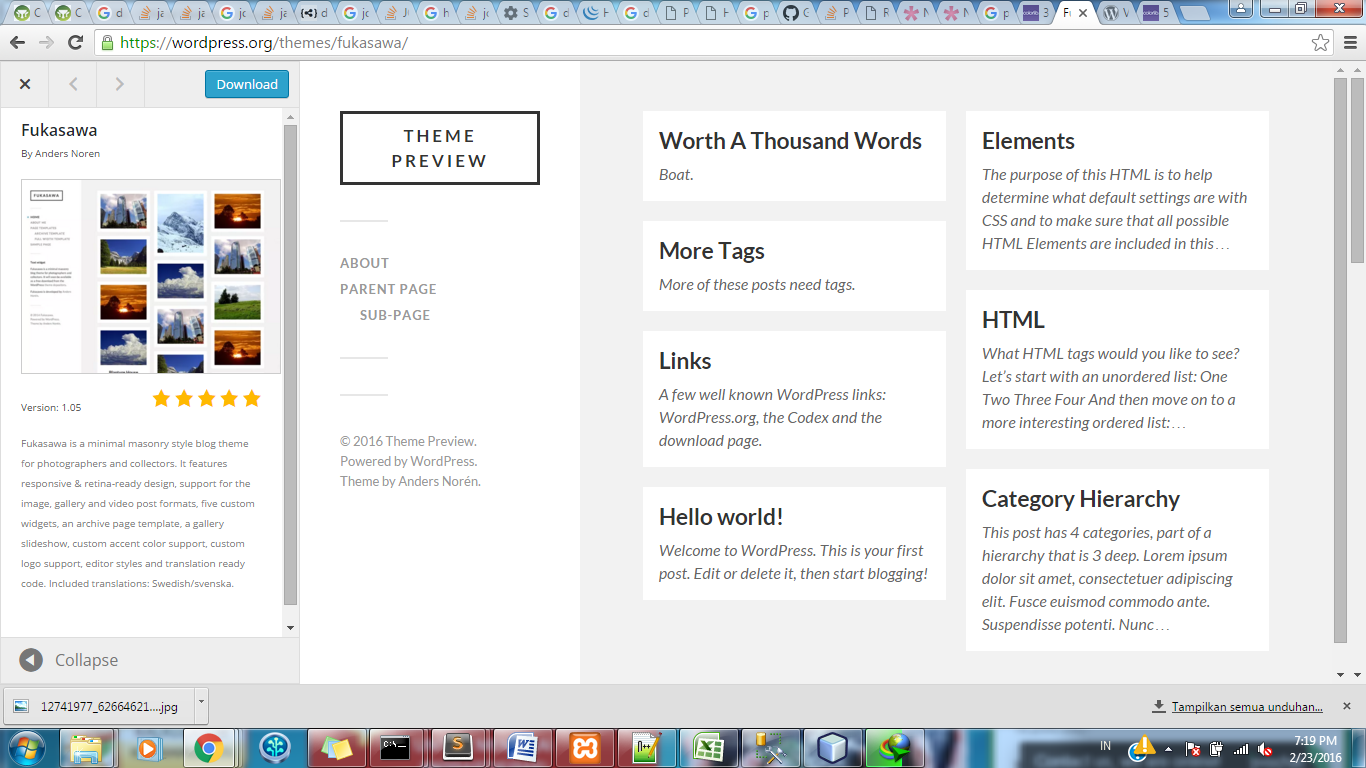 https://wordpress.org/themes/fukasawa/
Download
Fukasawa
By Anders Noren
FUKASAWA
Version: 1.05
Fukasawa is a minimal masonry style blog theme
for photographers and collectors. It features
responsive & retina-ready design, support for the
image, gallery and video post formats, five custom
widgets, an archive page template, a gallery
slideshow, custom accent color support, custom
logo support, editor styles and translation ready
code. Included translations: Swedish/svenska.
Collapse
THEME
PREVIEW
ABOUT
PARENT PAGE
SUB-PAGE
© 2016 Theme Preview.
Powered by WordPress.
Theme by Anders Norén.
Worth A Thousand Words
Boat.
More Tags
More of these posts need tags.
Links
A few well known WordPress links:
WordPress.org, the Codex and the
download page.
Hello world!
Welcome to WordPress. This is your first
post. Edit or delete it, then start blogging!
Elements
The purpose of this HTML is to help
determine what default settings are with
CSS and to make sure that all possible
HTML Elements are included in this…
HTML
What HTML tags would you like to see?
Let’s start with an unordered list: One
Two Three Four And then move on to a
more interesting ordered list:…
Category Hierarchy
This post has 4 categories, part of a
hierarchy that is 3 deep. Lorem ipsum
dolor sit amet, consectetuer adipiscing
elit. Fusce euismod commodo ante.
Suspendisse potenti. Nunc…
12741977_62664621....jpg
Tampilkan semua unduhan...
IN
7:19 PM
2/23/2016